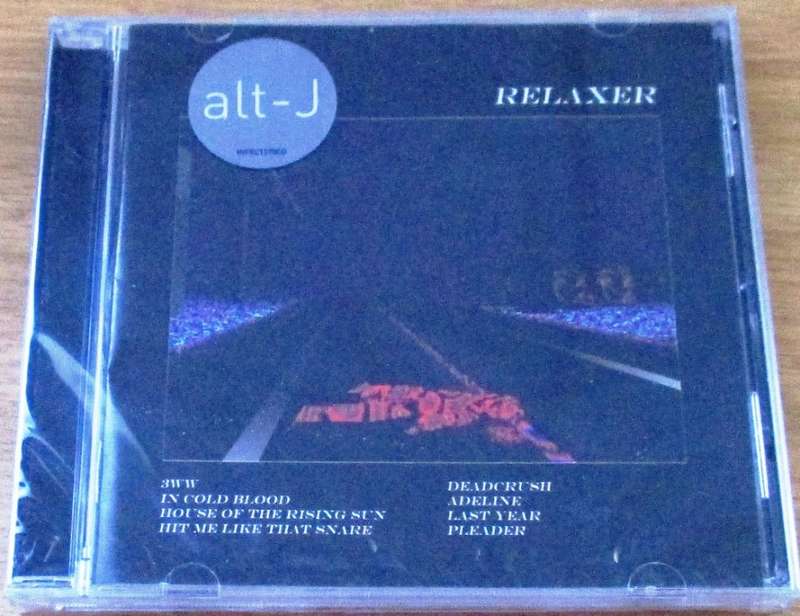 alt-J
RELAXER
3WW
IN COLD BLOOD
HOUSE OF THE RISING SUN
HIT ME LIKE THAT SNARE
DEADCRUSH
ADELINE
LAST YEAR
PLEADER